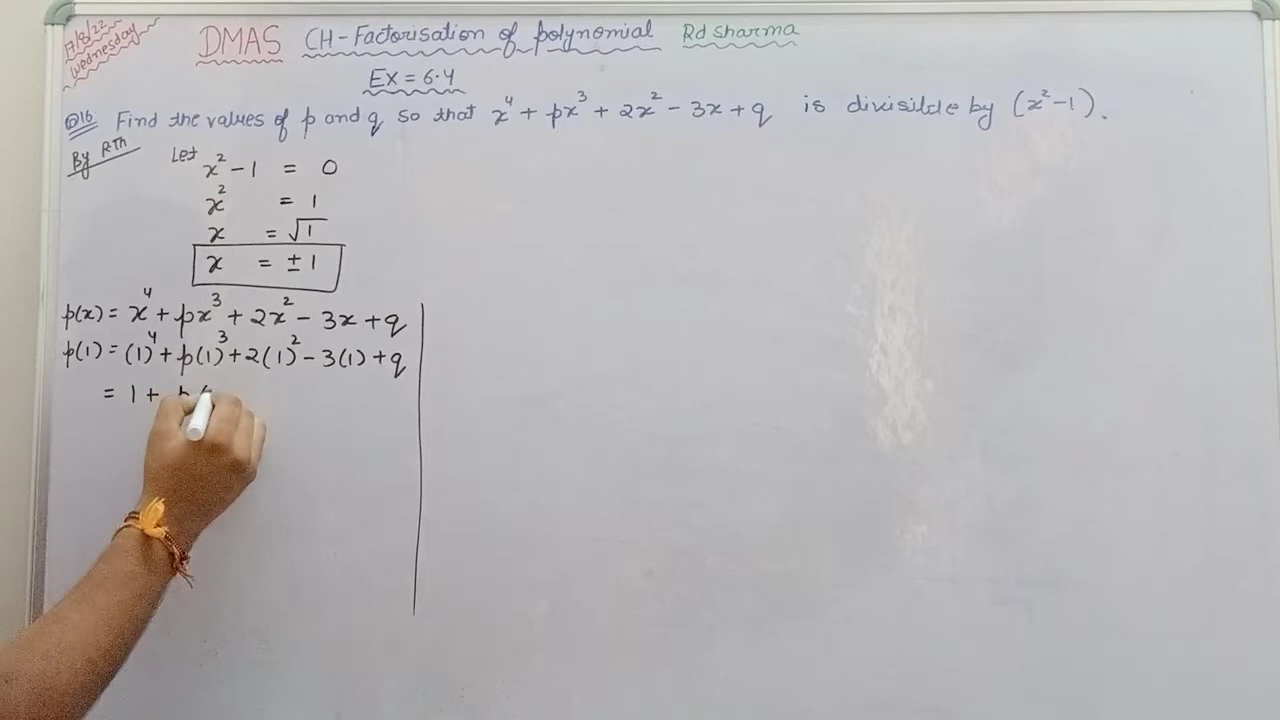 17/8/22
Wednesday
DMAS CH-Factorisation of polynomial Rd Sharma
Ex = 6.4
Q16 Find the values of p and q so that x⁴ + px³ + 2x² - 3x + q is divisible by (x² - 1).
By RTh
Let x² - 1 = 0
x² = 1
x = √1
x = ± 1
p(x) = x⁴ + px³ + 2x² - 3x + q
p(1) = (1)⁴ + p(1)³ + 2(1)² - 3(1) + q
= 1 + p(